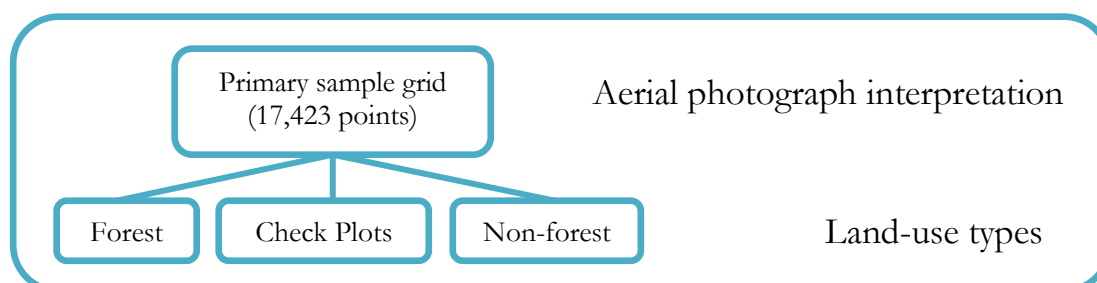 Primary sample grid
(17,423 points)
Aerial photograph interpretation
Forest
Check Plots
Non-forest
Land-use types